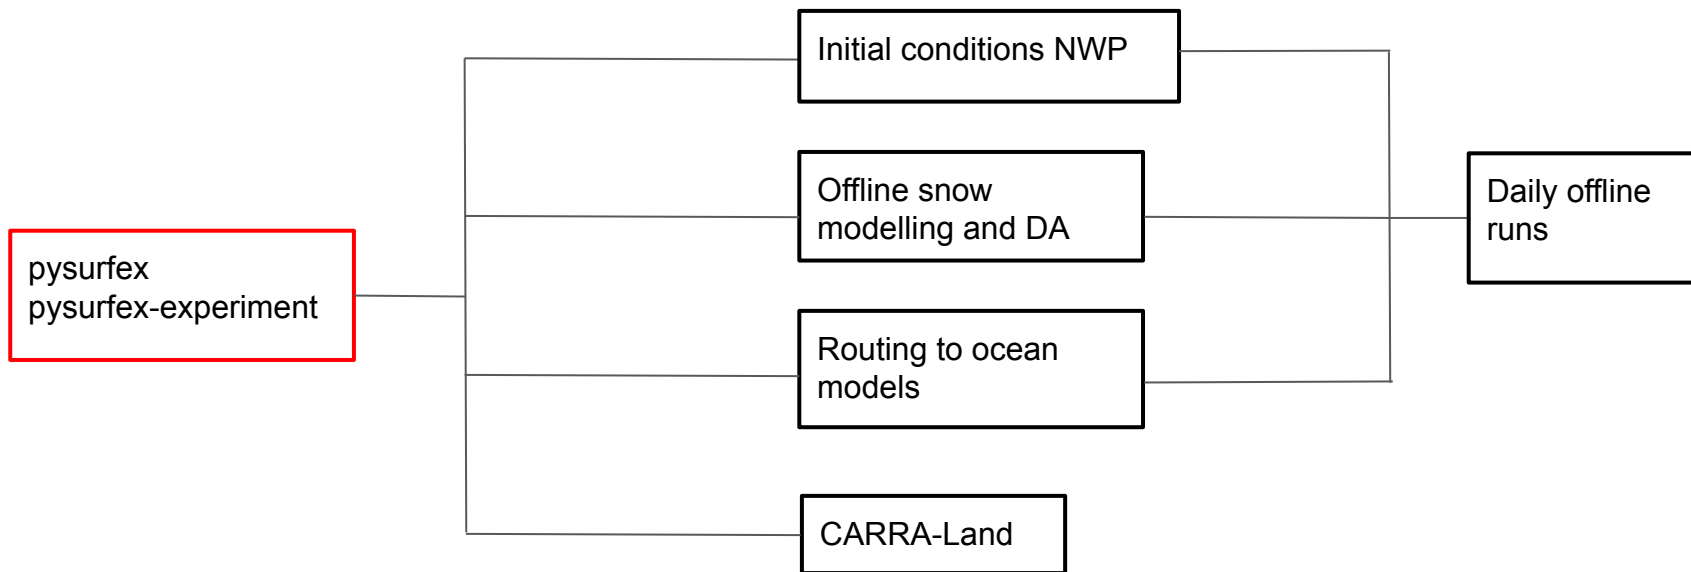 pysurfex
pysurfex-experiment
Initial conditions NWP
Offline snow
modelling and DA
Routing to ocean
models
CARRA-Land
Daily offline
runs